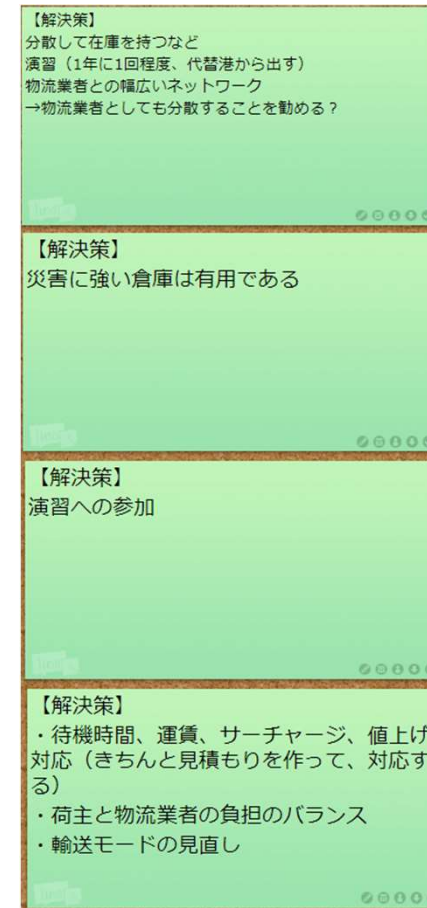 【解決策】
分散して在庫を持つなど
演習（1年に1回程度、代替港から出す）
物流業者との幅広いネットワーク
→物流業者としても分散することを勧める？
【解決策】
災害に強い倉庫は有用である
【解決策】
演習への参加
【解決策】
・待機時間、運賃、サーチャージ、値上げ
対応（きちんと見積もりを作って、対応す
る）
・荷主と物流業者の負担のバランス
・輸送モードの見直し